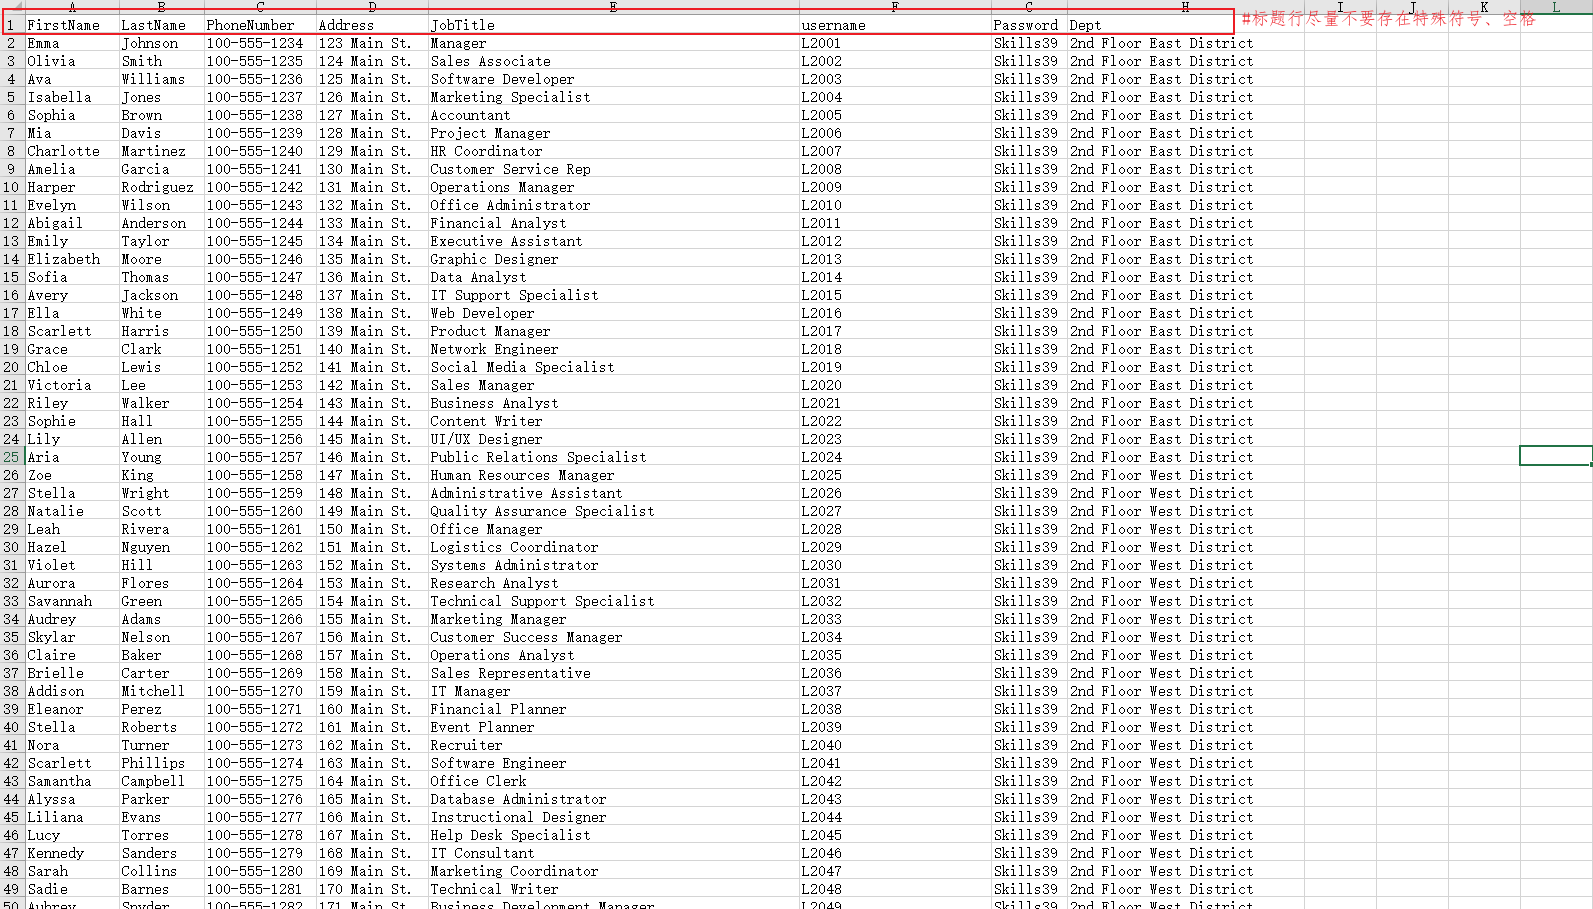 A B C D E F G H I J K L
1 FirstName LastName PhoneNumber Address JobTitle username Password Dept #标题行尽量不要存在特殊符号、空格
2 Emma Johnson 100-555-1234 123 Main St. Manager L2001 Skills39 2nd Floor East District
3 Olivia Smith 100-555-1235 124 Main St. Sales Associate L2002 Skills39 2nd Floor East District
4 Ava Williams 100-555-1236 125 Main St. Software Developer L2003 Skills39 2nd Floor East District
5 Isabella Jones 100-555-1237 126 Main St. Marketing Specialist L2004 Skills39 2nd Floor East District
6 Sophia Brown 100-555-1238 127 Main St. Accountant L2005 Skills39 2nd Floor East District
7 Mia Davis 100-555-1239 128 Main St. Project Manager L2006 Skills39 2nd Floor East District
8 Charlotte Martinez 100-555-1240 129 Main St. HR Coordinator L2007 Skills39 2nd Floor East District
9 Amelia Garcia 100-555-1241 130 Main St. Customer Service Rep L2008 Skills39 2nd Floor East District
10 Harper Rodriguez 100-555-1242 131 Main St. Operations Manager L2009 Skills39 2nd Floor East District
11 Evelyn Wilson 100-555-1243 132 Main St. Office Administrator L2010 Skills39 2nd Floor East District
12 Abigail Anderson 100-555-1244 133 Main St. Financial Analyst L2011 Skills39 2nd Floor East District
13 Emily Taylor 100-555-1245 134 Main St. Executive Assistant L2012 Skills39 2nd Floor East District
14 Elizabeth Moore 100-555-1246 135 Main St. Graphic Designer L2013 Skills39 2nd Floor East District
15 Sofia Thomas 100-555-1247 136 Main St. Data Analyst L2014 Skills39 2nd Floor East District
16 Avery Jackson 100-555-1248 137 Main St. IT Support Specialist L2015 Skills39 2nd Floor East District
17 Ella White 100-555-1249 138 Main St. Web Developer L2016 Skills39 2nd Floor East District
18 Scarlett Harris 100-555-1250 139 Main St. Product Manager L2017 Skills39 2nd Floor East District
19 Grace Clark 100-555-1251 140 Main St. Network Engineer L2018 Skills39 2nd Floor East District
20 Chloe Lewis 100-555-1252 141 Main St. Social Media Specialist L2019 Skills39 2nd Floor East District
21 Victoria Lee 100-555-1253 142 Main St. Sales Manager L2020 Skills39 2nd Floor East District
22 Riley Walker 100-555-1254 143 Main St. Business Analyst L2021 Skills39 2nd Floor East District
23 Sophie Hall 100-555-1255 144 Main St. Content Writer L2022 Skills39 2nd Floor East District
24 Lily Allen 100-555-1256 145 Main St. UI/UX Designer L2023 Skills39 2nd Floor East District
25 Aria Young 100-555-1257 146 Main St. Public Relations Specialist L2024 Skills39 2nd Floor East District
26 Zoe King 100-555-1258 147 Main St. Human Resources Manager L2025 Skills39 2nd Floor West District
27 Stella Wright 100-555-1259 148 Main St. Administrative Assistant L2026 Skills39 2nd Floor West District
28 Natalie Scott 100-555-1260 149 Main St. Quality Assurance Specialist L2027 Skills39 2nd Floor West District
29 Leah Rivera 100-555-1261 150 Main St. Office Manager L2028 Skills39 2nd Floor West District
30 Hazel Nguyen 100-555-1262 151 Main St. Logistics Coordinator L2029 Skills39 2nd Floor West District
31 Violet Hill 100-555-1263 152 Main St. Systems Administrator L2030 Skills39 2nd Floor West District
32 Aurora Flores 100-555-1264 153 Main St. Research Analyst L2031 Skills39 2nd Floor West District
33 Savannah Green 100-555-1265 154 Main St. Technical Support Specialist L2032 Skills39 2nd Floor West District
34 Audrey Adams 100-555-1266 155 Main St. Marketing Manager L2033 Skills39 2nd Floor West District
35 Skylar Nelson 100-555-1267 156 Main St. Customer Success Manager L2034 Skills39 2nd Floor West District
36 Claire Baker 100-555-1268 157 Main St. Operations Analyst L2035 Skills39 2nd Floor West District
37 Brielle Carter 100-555-1269 158 Main St. Sales Representative L2036 Skills39 2nd Floor West District
38 Addison Mitchell 100-555-1270 159 Main St. IT Manager L2037 Skills39 2nd Floor West District
39 Eleanor Perez 100-555-1271 160 Main St. Financial Planner L2038 Skills39 2nd Floor West District
40 Stella Roberts 100-555-1272 161 Main St. Event Planner L2039 Skills39 2nd Floor West District
41 Nora Turner 100-555-1273 162 Main St. Recruiter L2040 Skills39 2nd Floor West District
42 Scarlett Phillips 100-555-1274 163 Main St. Software Engineer L2041 Skills39 2nd Floor West District
43 Samantha Campbell 100-555-1275 164 Main St. Office Clerk L2042 Skills39 2nd Floor West District
44 Alyssa Parker 100-555-1276 165 Main St. Database Administrator L2043 Skills39 2nd Floor West District
45 Liliana Evans 100-555-1277 166 Main St. Instructional Designer L2044 Skills39 2nd Floor West District
46 Lucy Torres 100-555-1278 167 Main St. Help Desk Specialist L2045 Skills39 2nd Floor West District
47 Kennedy Sanders 100-555-1279 168 Main St. IT Consultant L2046 Skills39 2nd Floor West District
48 Sarah Collins 100-555-1280 169 Main St. Marketing Coordinator L2047 Skills39 2nd Floor West District
49 Sadie Barnes 100-555-1281 170 Main St. Technical Writer L2048 Skills39 2nd Floor West District
50 Aubrey Snyder 100-555-1282 171 Main St. Business Development Manager L2049 Skills39 2nd Floor West District